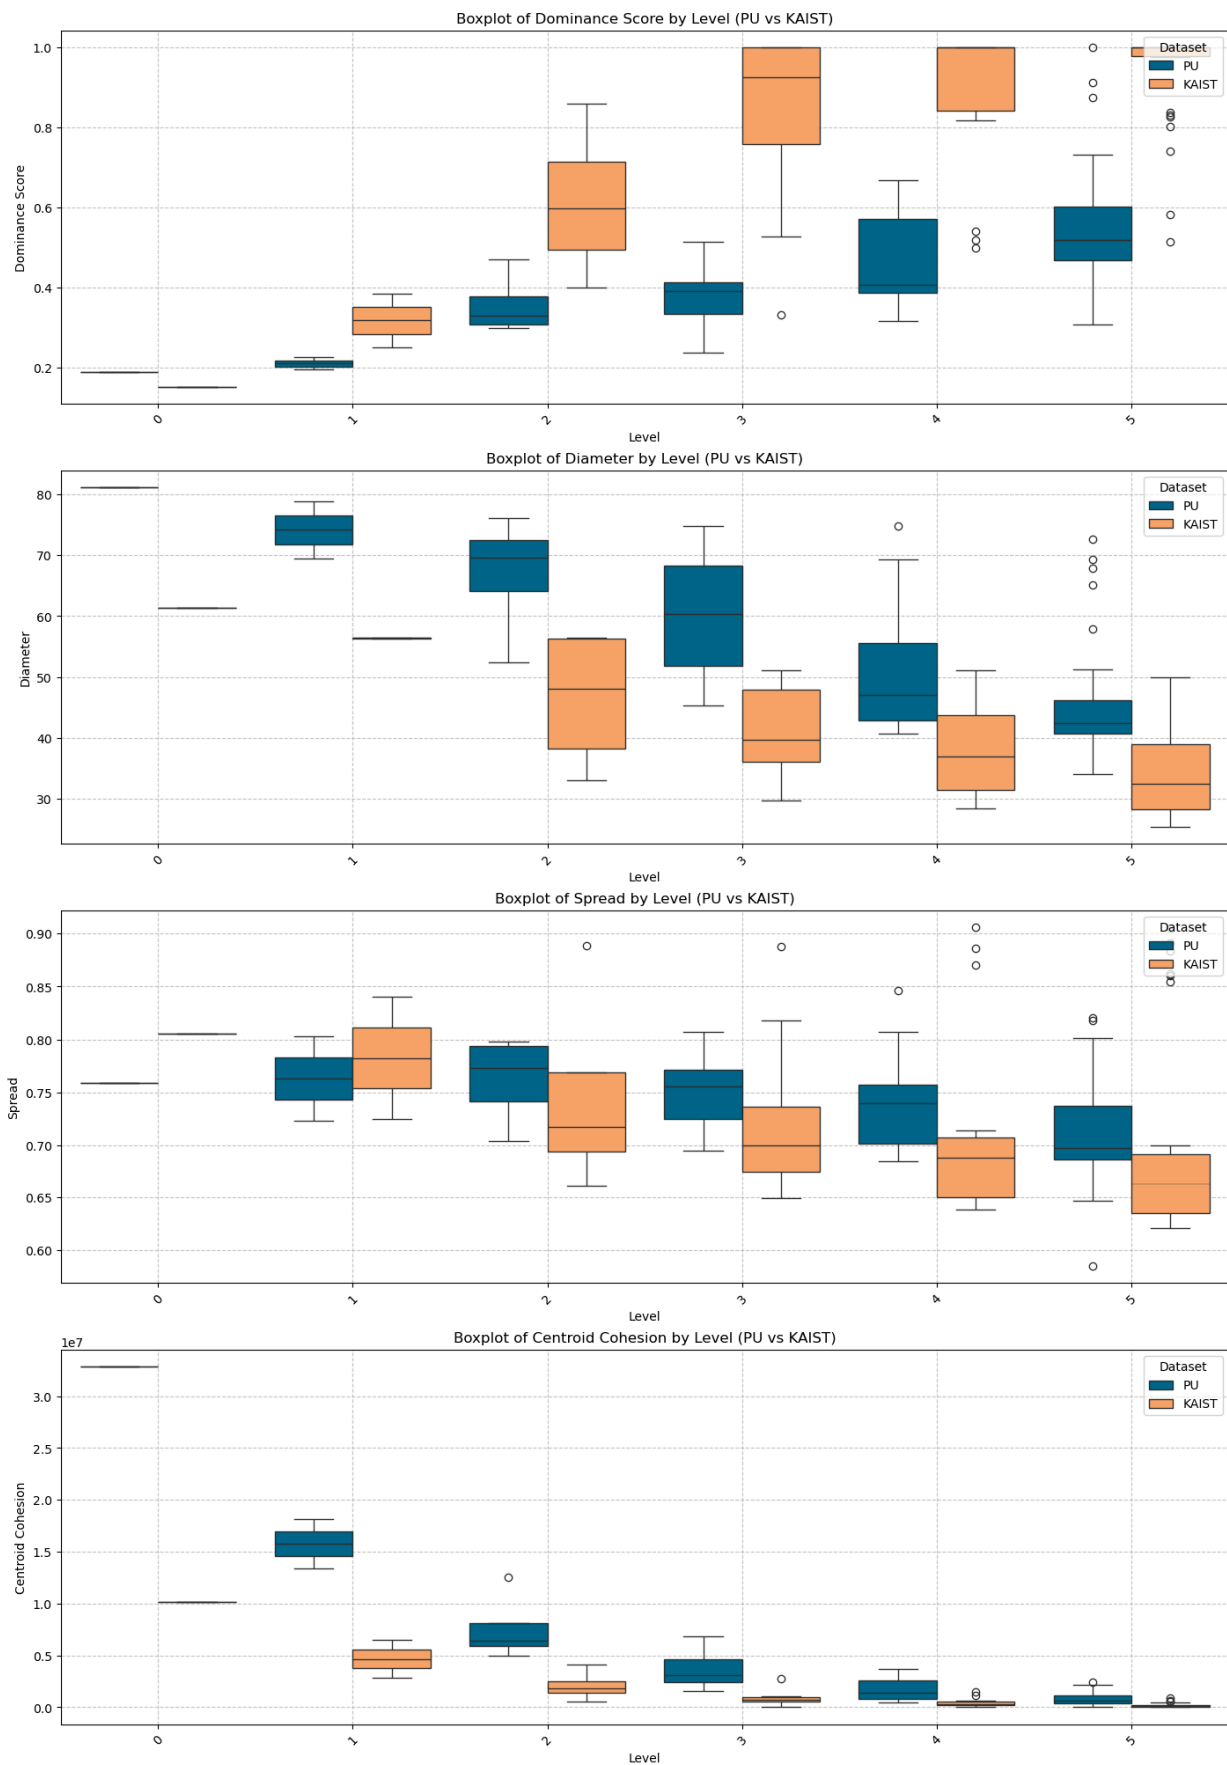 Boxplot of Dominance Score by Level (PU vs KAIST)
Dominance Score
1.0
0.8
0.6
0.4
0.2
Dataset
PU
KAIST
0 1 2 3 4 5
Level
Boxplot of Diameter by Level (PU vs KAIST)
Diameter
80
70
60
50
40
30
Dataset
PU
KAIST
0 1 2 3 4 5
Level
Boxplot of Spread by Level (PU vs KAIST)
Spread
0.90
0.85
0.80
0.75
0.70
0.65
0.60
Dataset
PU
KAIST
0 1 2 3 4 5
Level
Boxplot of Centroid Cohesion by Level (PU vs KAIST)
1e7
Centroid Cohesion
3.0
2.5
2.0
1.5
1.0
0.5
0.0
Dataset
PU
KAIST
0 1 2 3 4 5
Level